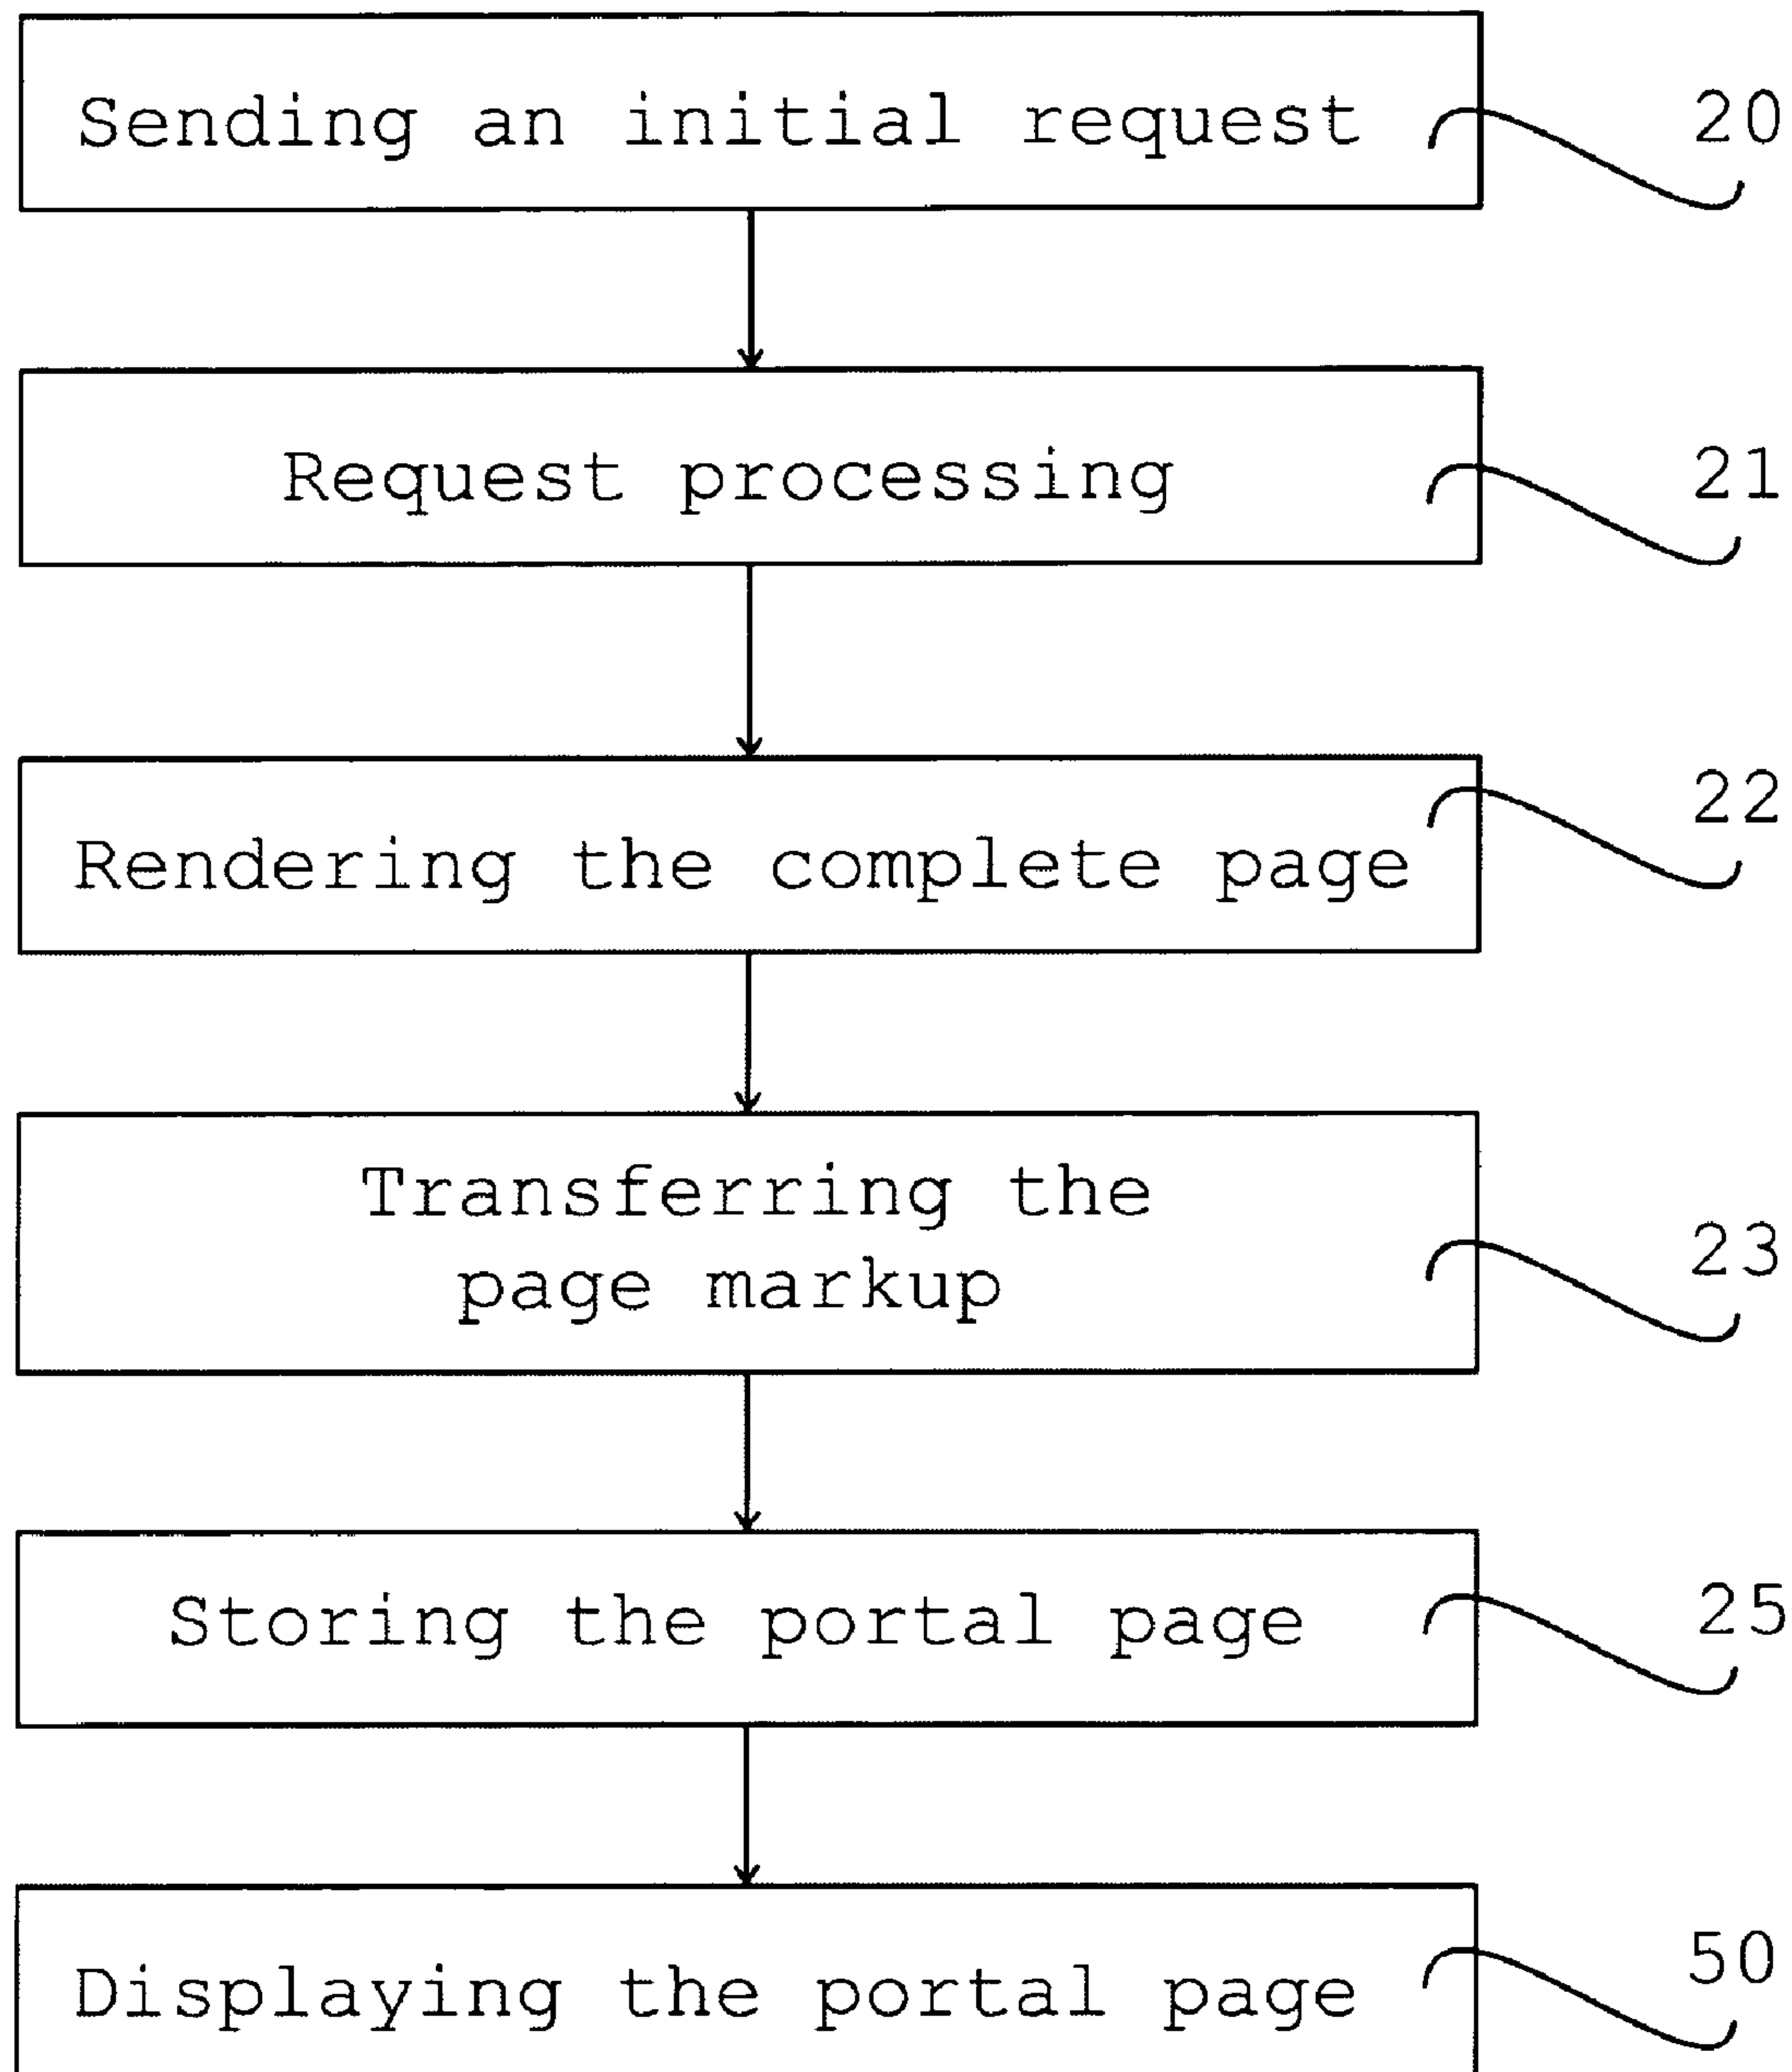 Sending an initial request 20
Request processing 21
Rendering the complete page 22
Transferring the
page markup 23
Storing the portal page 25
Displaying the portal page 50